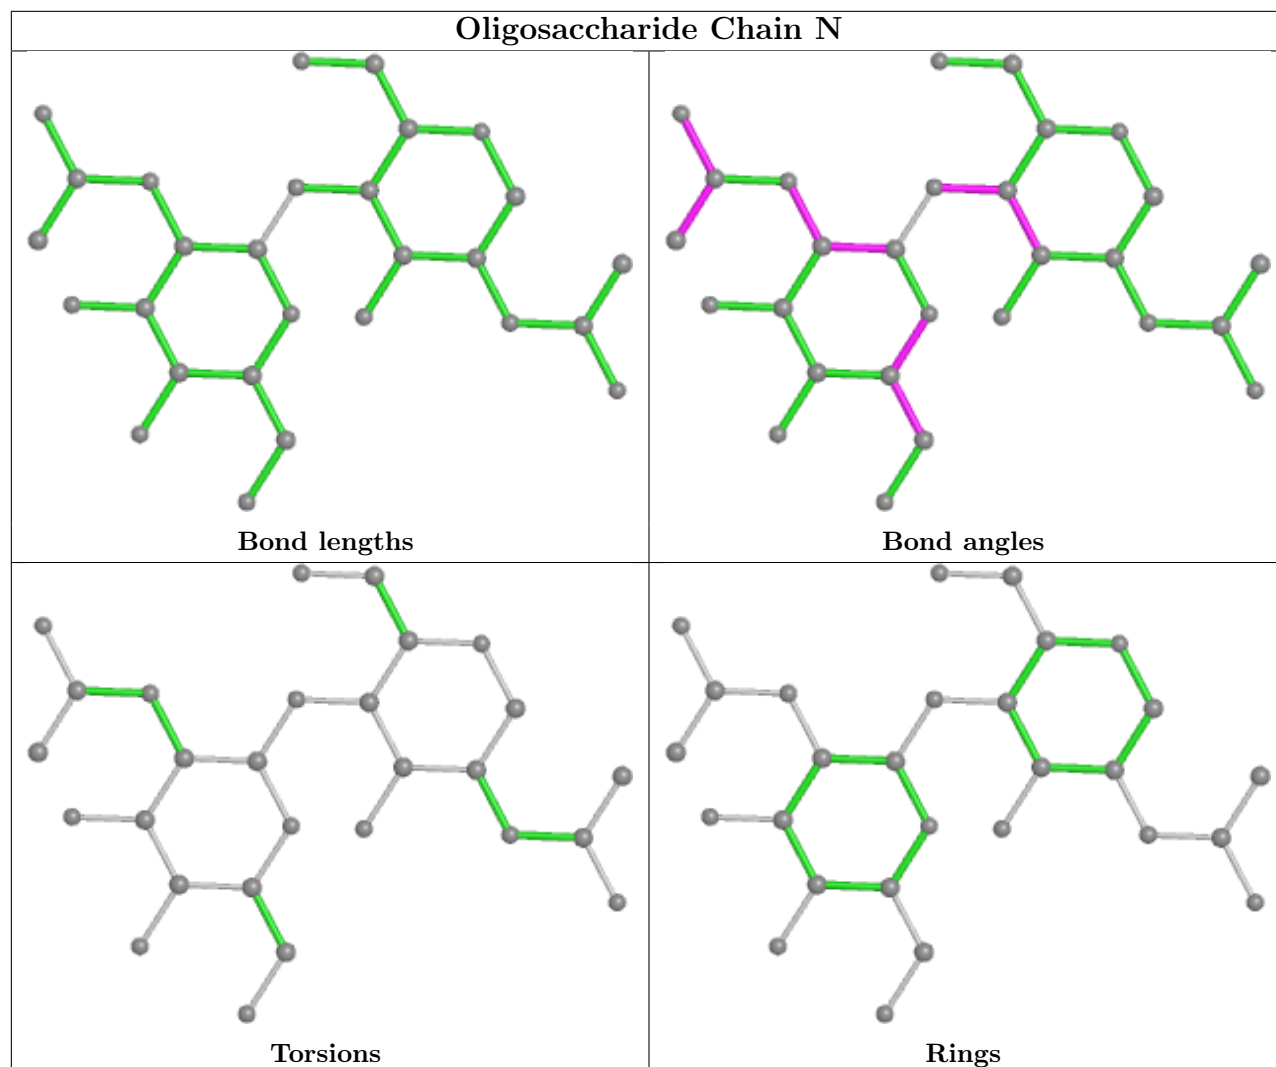 Oligosaccharide Chain N
Bond lengths
Bond angles
Torsions
Rings